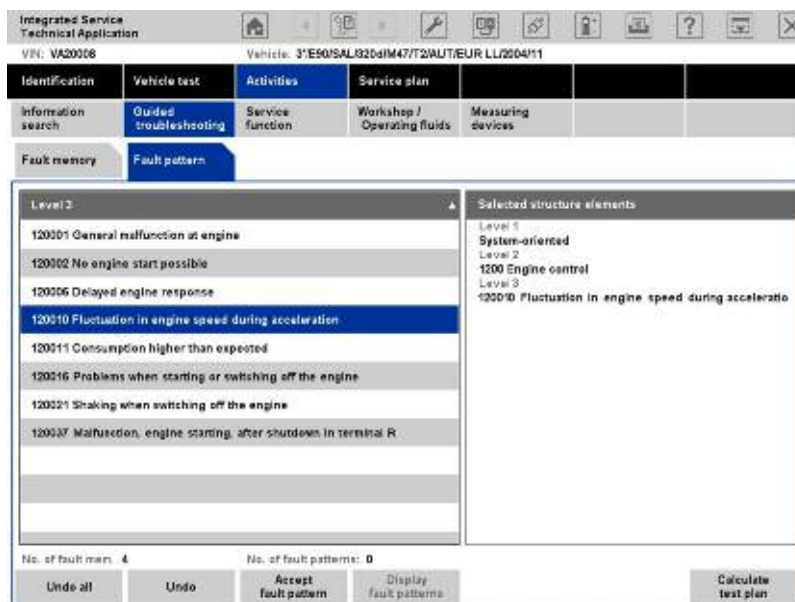 Integrated Service
Technical Application
VIN: VA20008
Vehicle: 3'/E90/SAL/320d/M47/T2/AUT/EUR LL/2004/11
Identification
Vehicle test
Activities
Service plan
Information
search
Guided
troubleshooting
Service
function
Workshop /
Operating fluids
Measuring
devices
Fault memory
Fault pattern
Level 3
120001 General malfunction at engine
120002 No engine start possible
120006 Delayed engine response
120010 Fluctuation in engine speed during acceleration
120011 Consumption higher than expected
120016 Problems when starting or switching off the engine
120021 Shaking when switching off the engine
120037 Malfunction, engine starting, after shutdown in terminal R
Selected structure elements
Level 1
System-oriented
Level 2
1200 Engine control
Level 3
120010 Fluctuation in engine speed during acceleratio
No. of fault mem. 4
No. of fault patterns: 0
Undo all
Undo
Accept
fault pattern
Display
fault patterns
Calculate
test plan